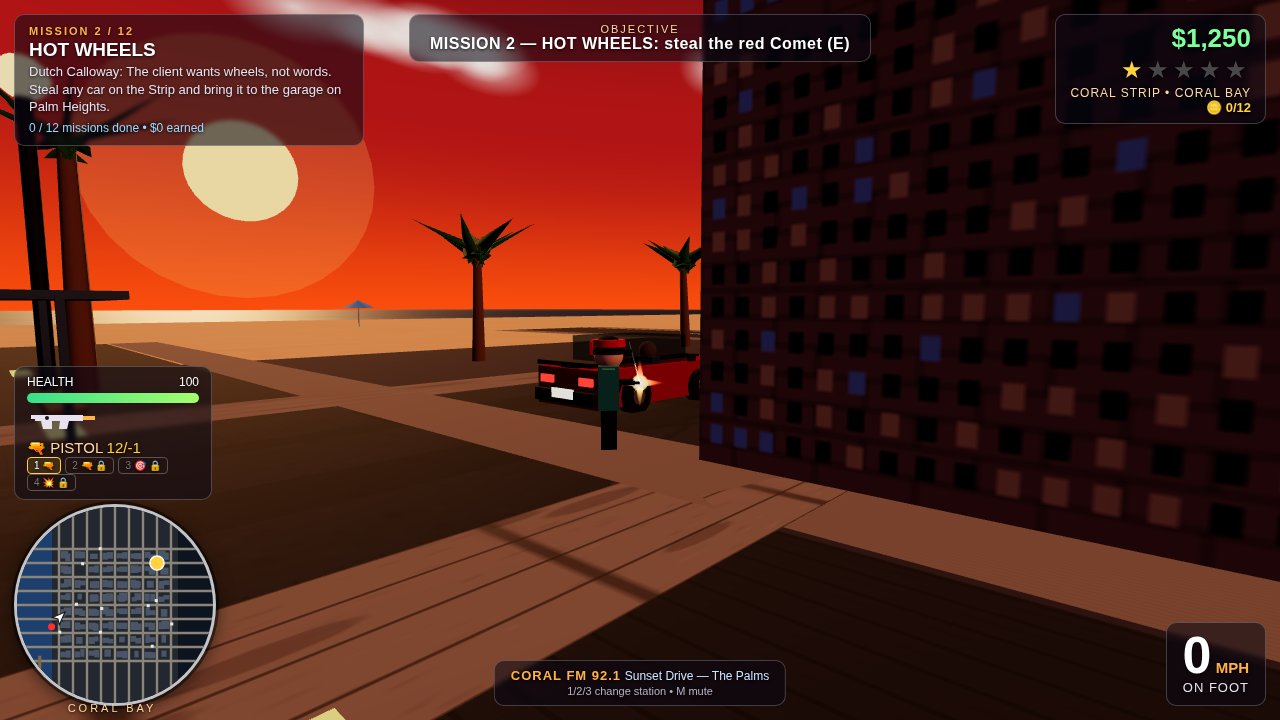 MISSION 2 / 12
HOT WHEELS
Dutch Calloway: The client wants wheels, not words.
Steal any car on the Strip and bring it to the garage on
Palm Heights.
0 / 12 missions done • $0 earned
OBJECTIVE
MISSION 2 — HOT WHEELS: steal the red Comet (E)
$1,250
CORAL STRIP • CORAL BAY
0/12
HEALTH 100
PISTOL 12/-1
1
2
3
4
CORAL BAY
CORAL FM 92.1 Sunset Drive — The Palms
1/2/3 change station • M mute
0 MPH
ON FOOT